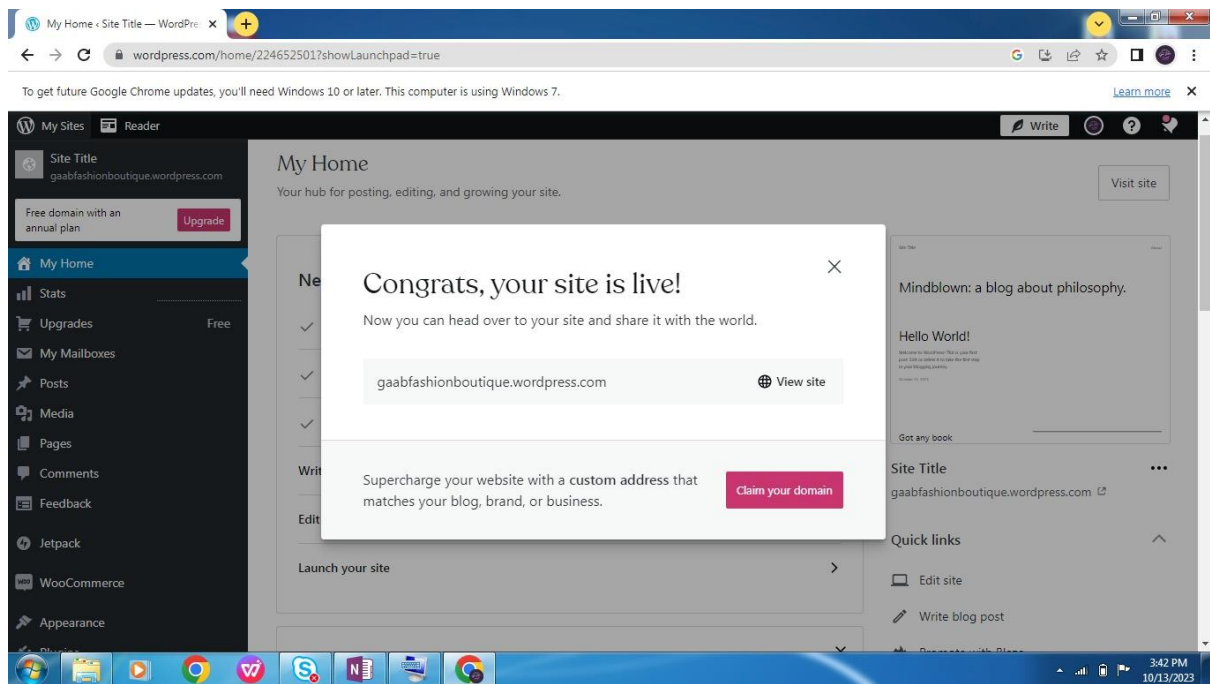 My Home ‹ Site Title — WordPre
wordpress.com/home/224652501?showLaunchpad=true
To get future Google Chrome updates, you'll need Windows 10 or later. This computer is using Windows 7.
Learn more
My Sites
Reader
Write
Site Title
gaabfashionboutique.wordpress.com
Free domain with an
annual plan
Upgrade
My Home
Stats
Upgrades
Free
My Mailboxes
Posts
Media
Pages
Comments
Feedback
Jetpack
WooCommerce
Appearance
My Home
Your hub for posting, editing, and growing your site.
Visit site
Ne
Writ
Edit
Launch your site
Congrats, your site is live!
Now you can head over to your site and share it with the world.
gaabfashionboutique.wordpress.com
View site
Supercharge your website with a custom address that
matches your blog, brand, or business.
Claim your domain
Site Title
Mindblown: a blog about philosophy.
Hello World!
Got any book
Site Title
gaabfashionboutique.wordpress.com
Quick links
Edit site
Write blog post
3:42 PM
10/13/2023